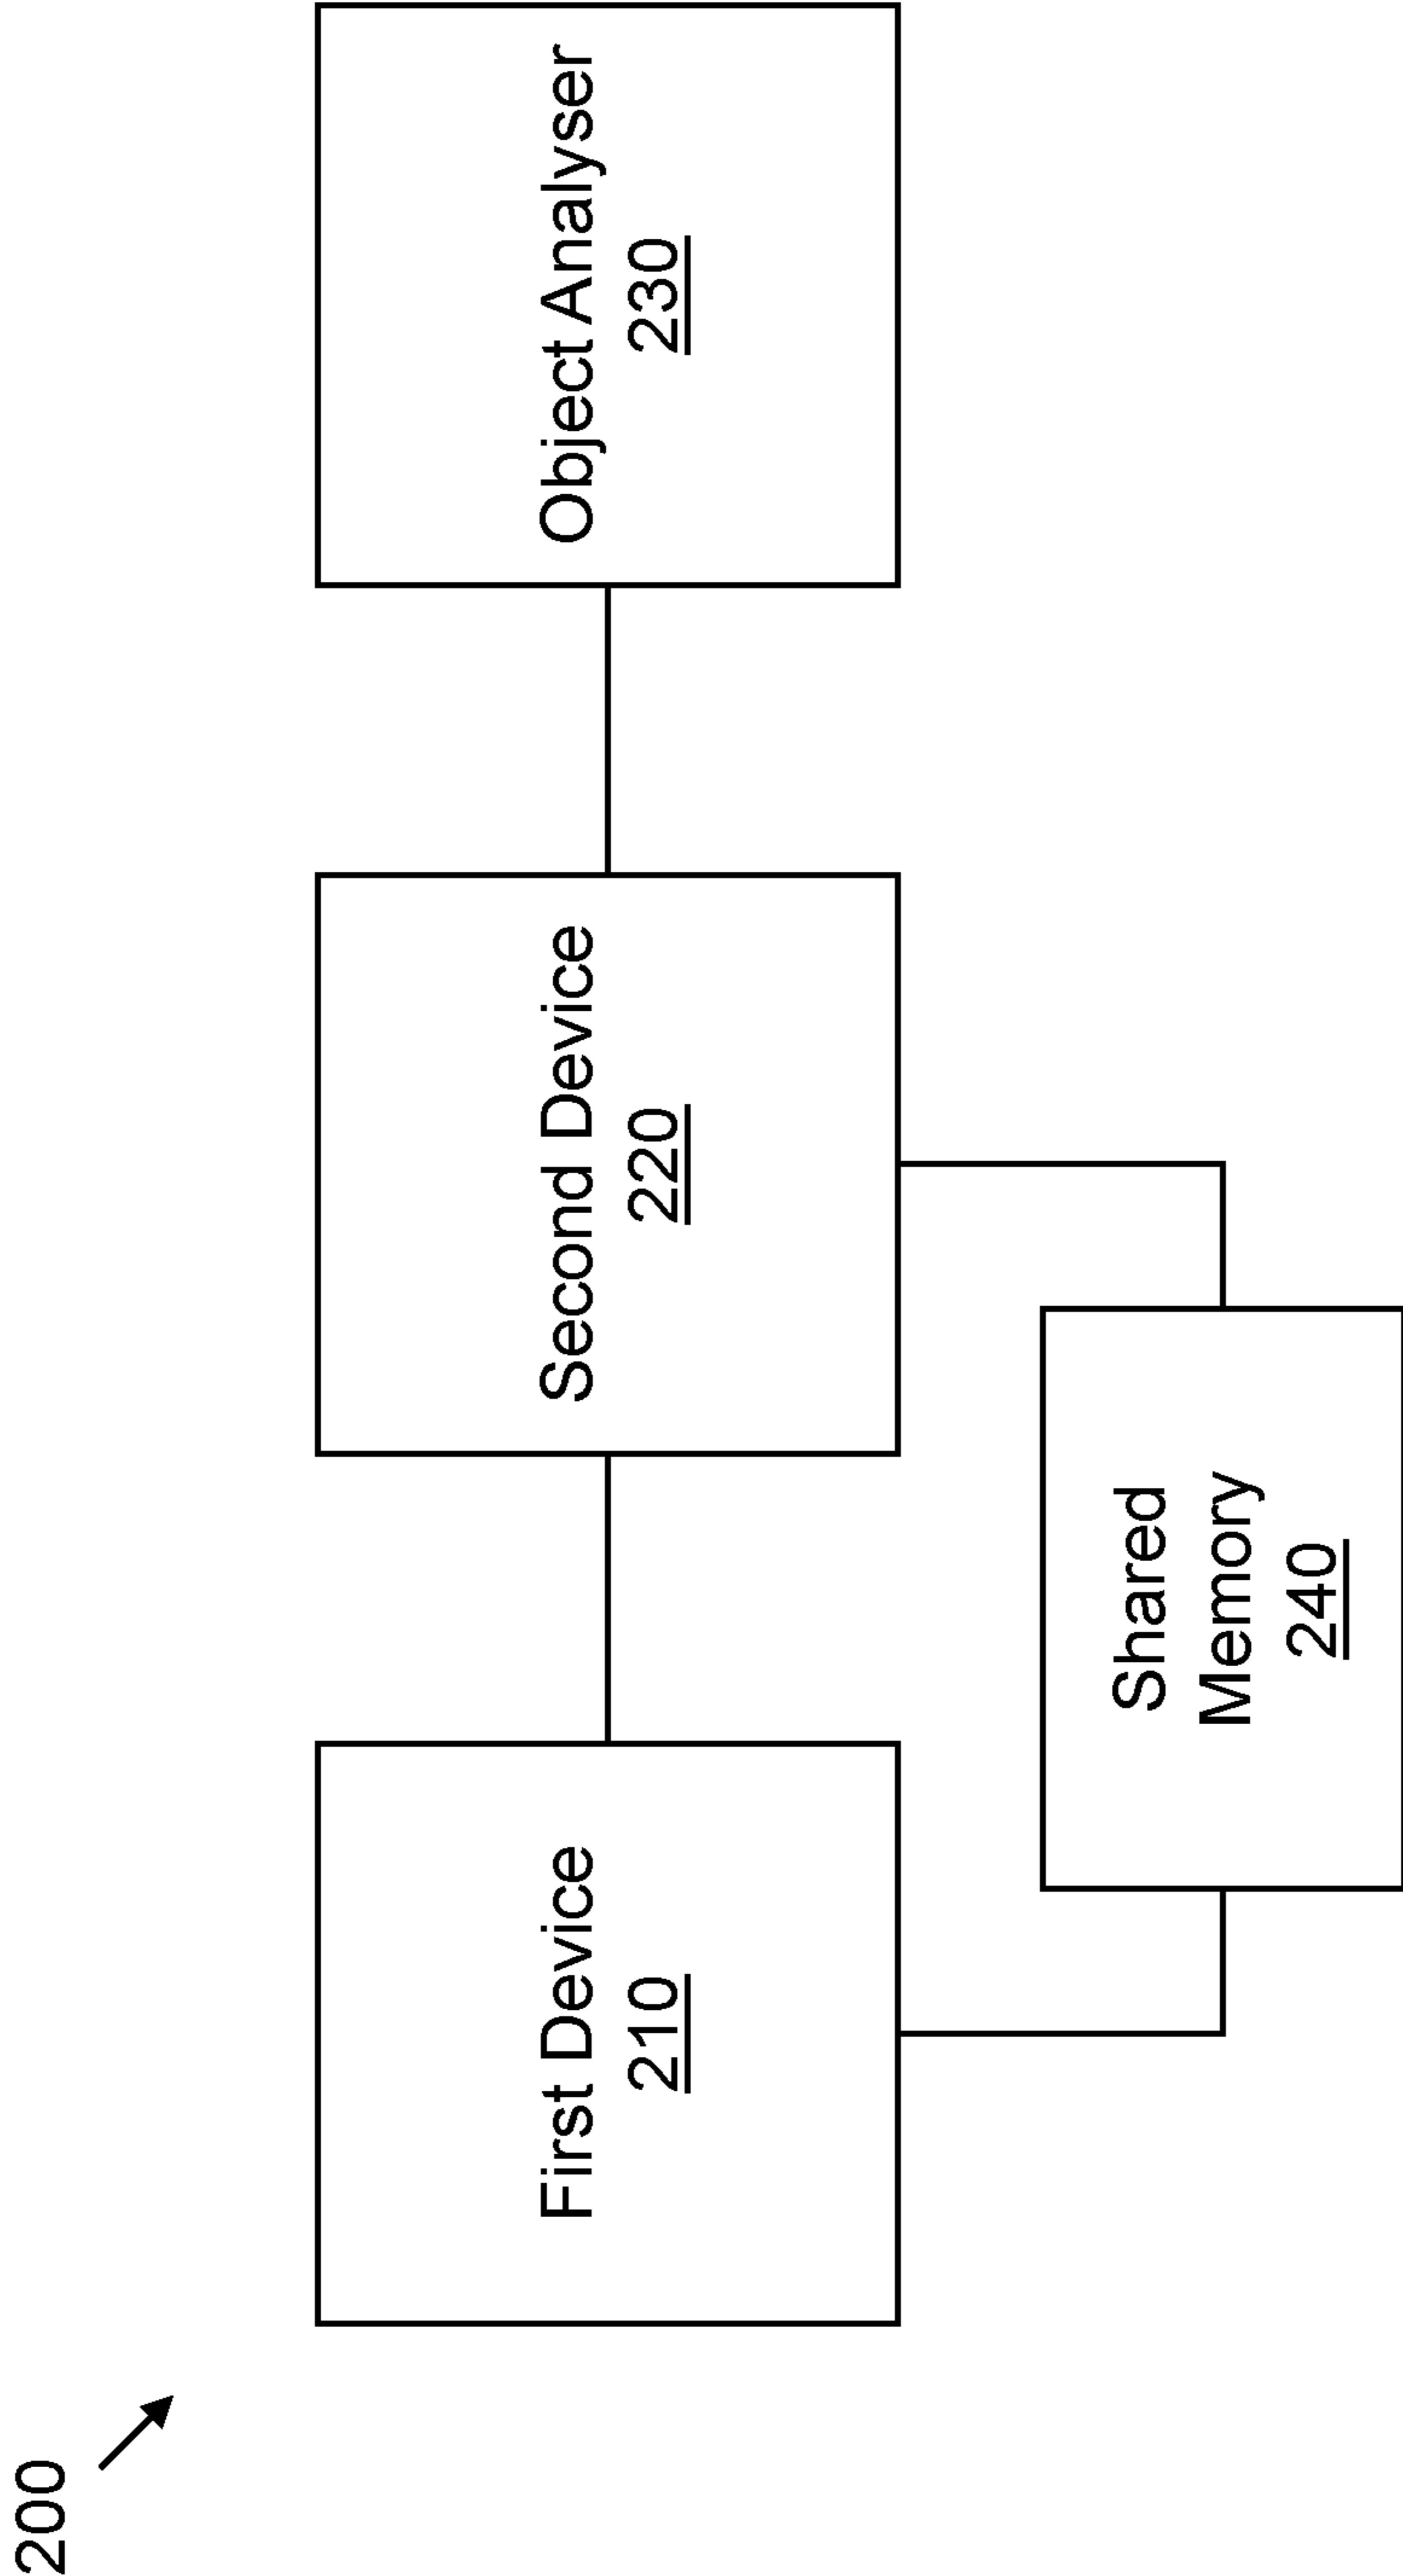 200
First Device
210
Second Device
220
Object Analyser
230
Shared
Memory
240